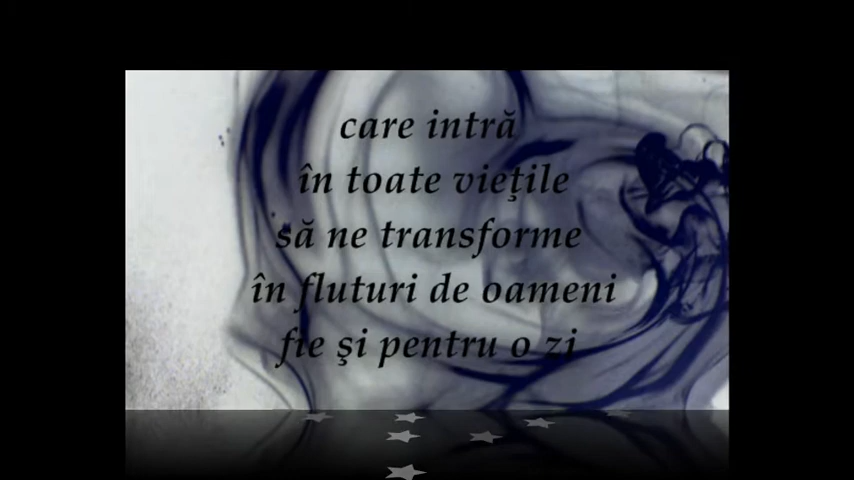 care intră
în toate vieţile
să ne transforme
în fluturi de oameni
fie şi pentru o zi